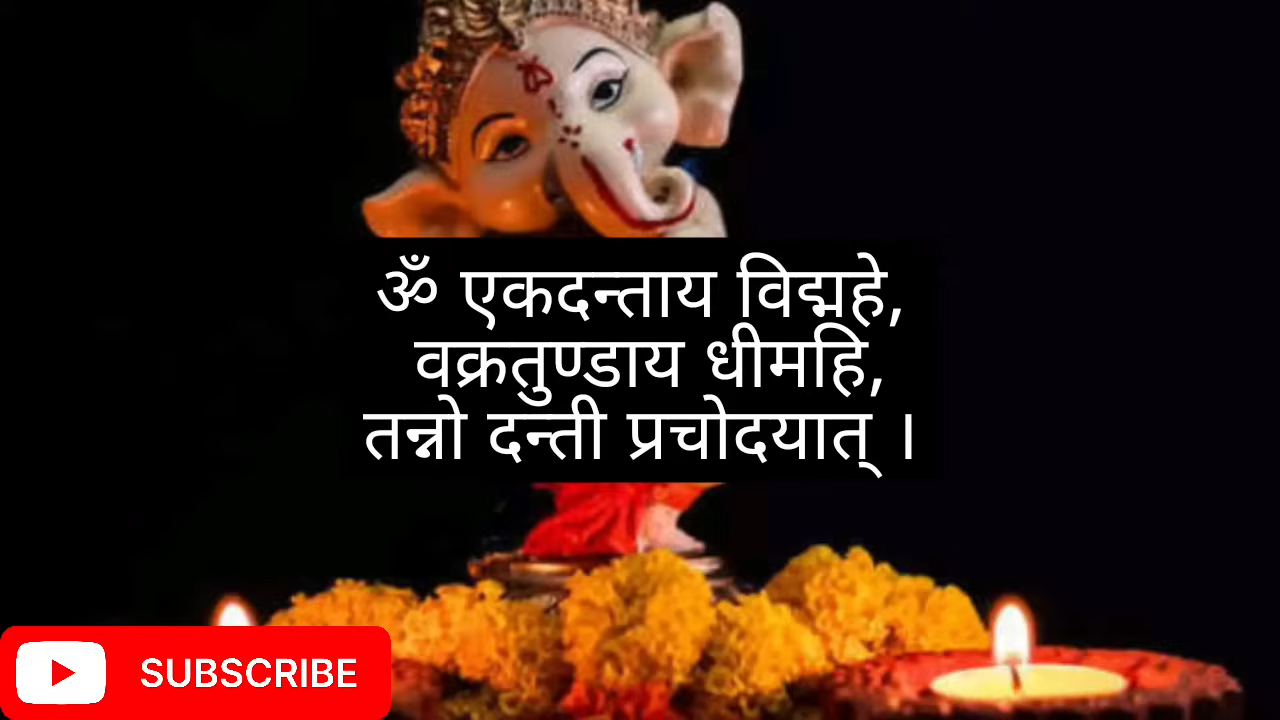 ॐ एकदन्ताय विद्महे,
वक्रतुण्डाय धीमहि,
तन्नो दन्ती प्रचोदयात् ।
SUBSCRIBE